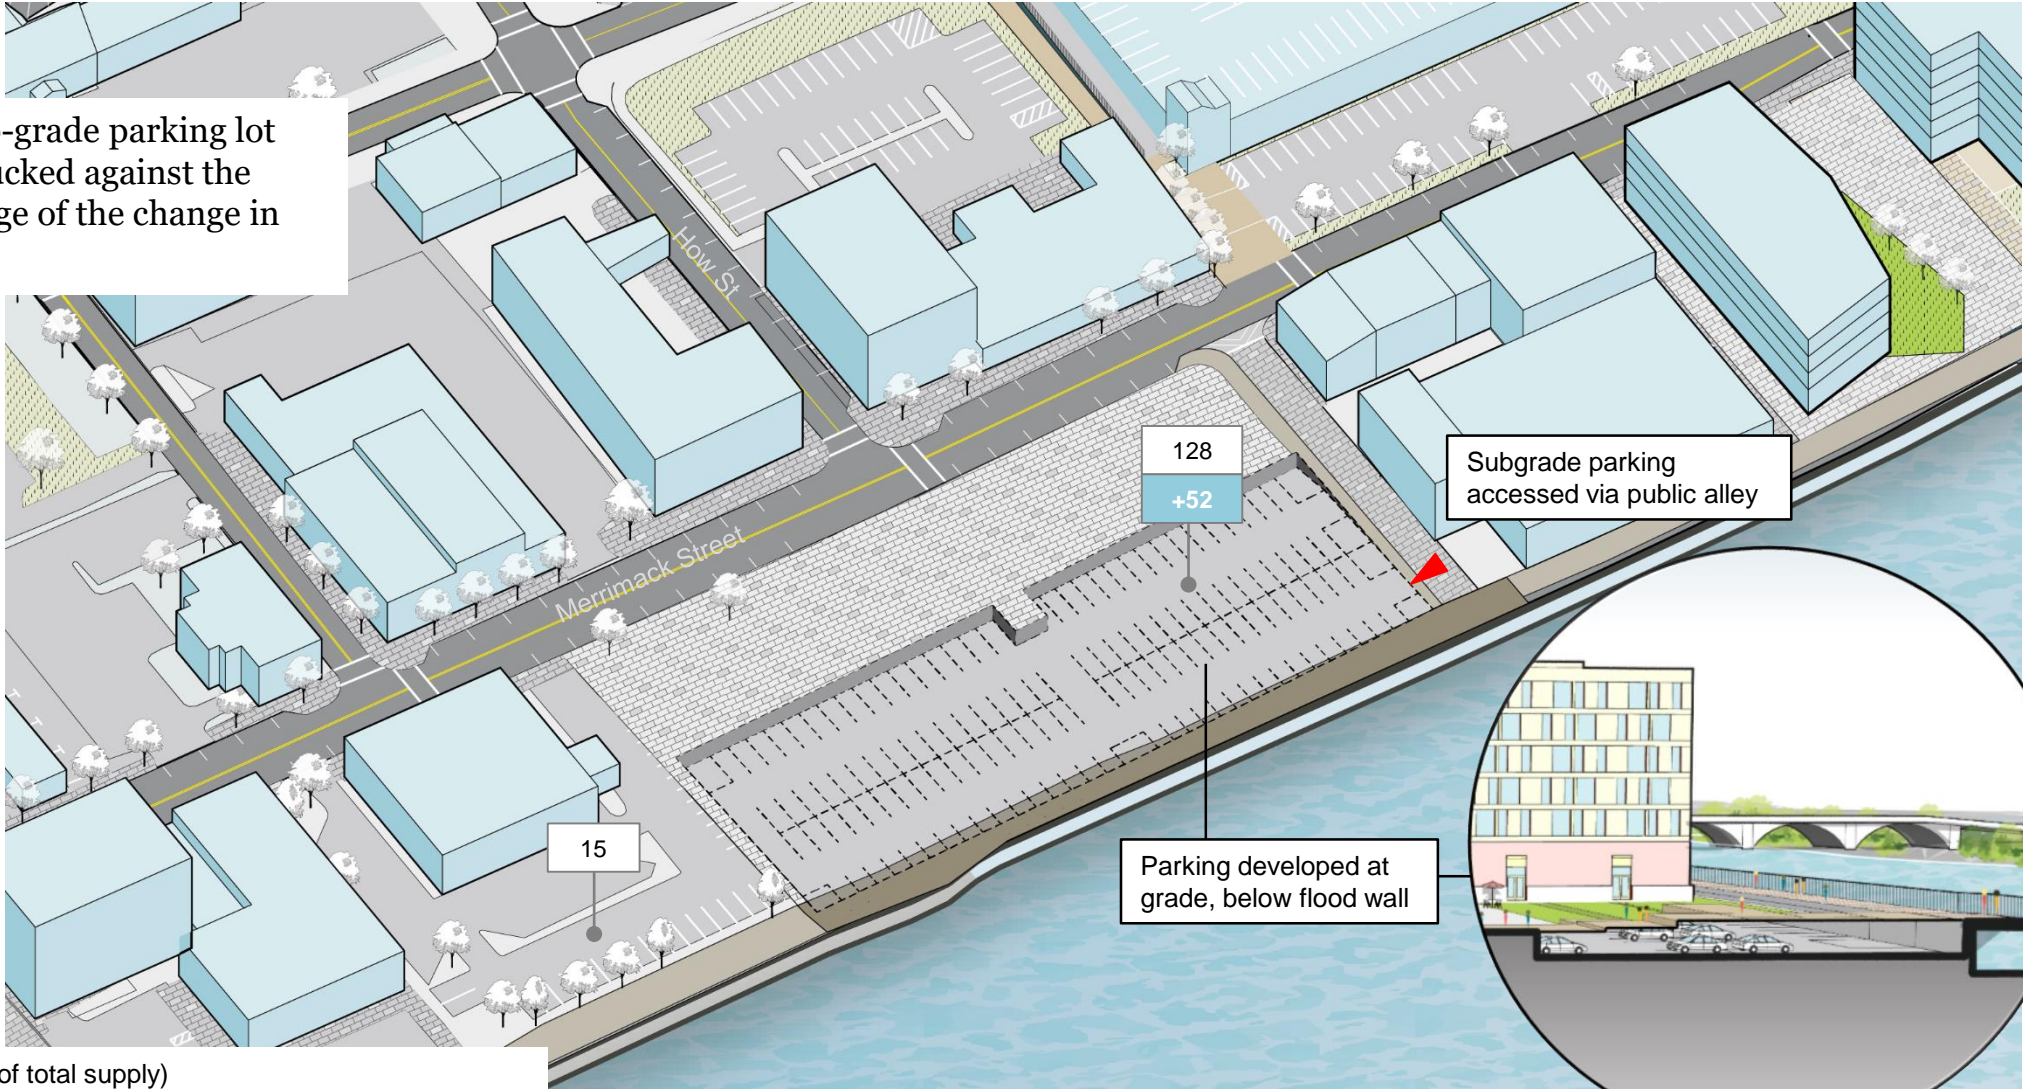 -grade parking lot
ucked against the
ge of the change in
How St
Merrimack Street
128
+52
Subgrade parking
accessed via public alley
15
Parking developed at
grade, below flood wall
of total supply)